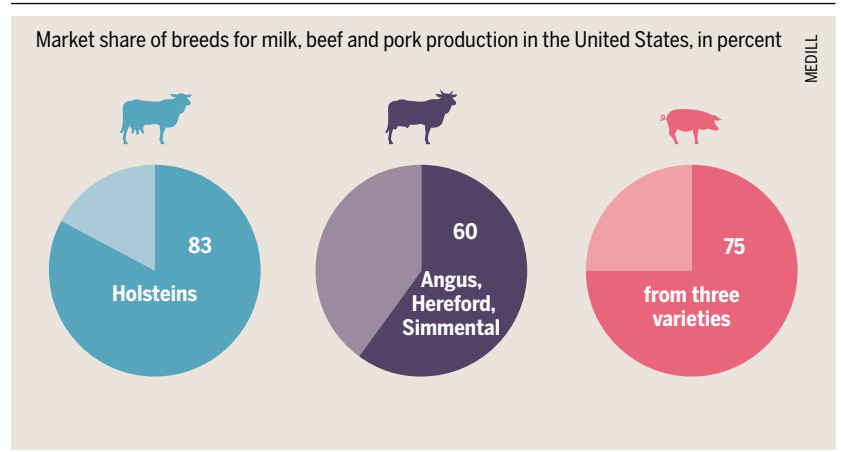 Market share of breeds for milk, beef and pork production in the United States, in percent
MEDILL
83
Holsteins
60
Angus,
Hereford,
Simmental
75
from three
varieties